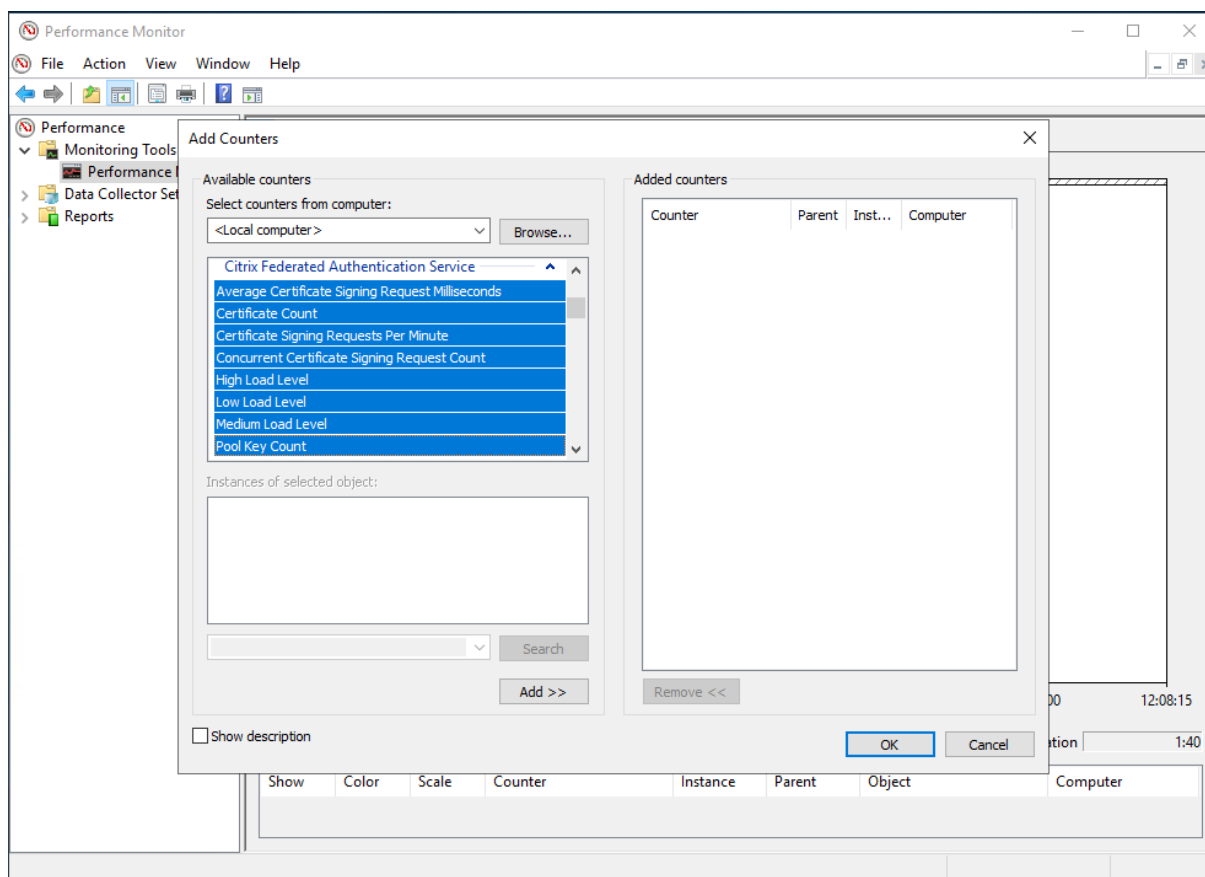 Performance Monitor
File Action View Window Help
Performance
Monitoring Tools
Performance
Data Collector Set
Reports
Add Counters
Available counters
Select counters from computer:
<Local computer>
Browse...
Citrix Federated Authentication Service
Average Certificate Signing Request Milliseconds
Certificate Count
Certificate Signing Requests Per Minute
Concurrent Certificate Signing Request Count
High Load Level
Low Load Level
Medium Load Level
Pool Key Count
Instances of selected object:
Search
Add >>
Show description
Added counters
Counter Parent Inst... Computer
Remove <<
OK Cancel
00 12:08:15
ation 1:40
Show Color Scale Counter Instance Parent Object Computer